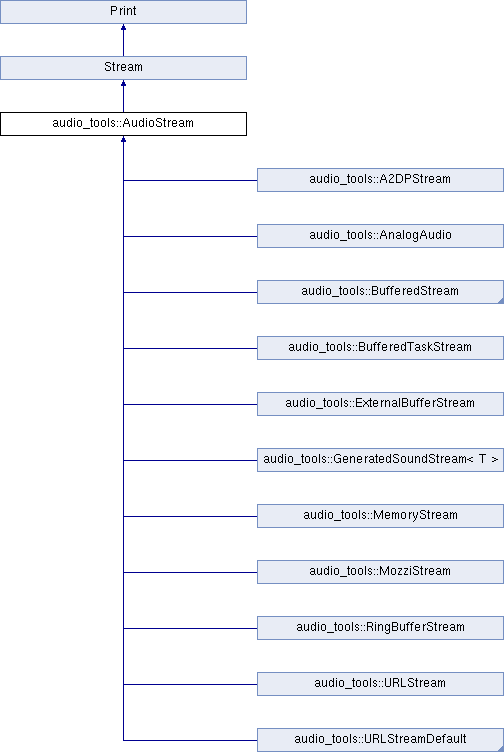 Print
Stream
audio_tools::AudioStream
audio_tools::A2DPStream
audio_tools::AnalogAudio
audio_tools::BufferedStream
audio_tools::BufferedTaskStream
audio_tools::ExternalBufferStream
audio_tools::GeneratedSoundStream< T >
audio_tools::MemoryStream
audio_tools::MozziStream
audio_tools::RingBufferStream
audio_tools::URLStream
audio_tools::URLStreamDefault